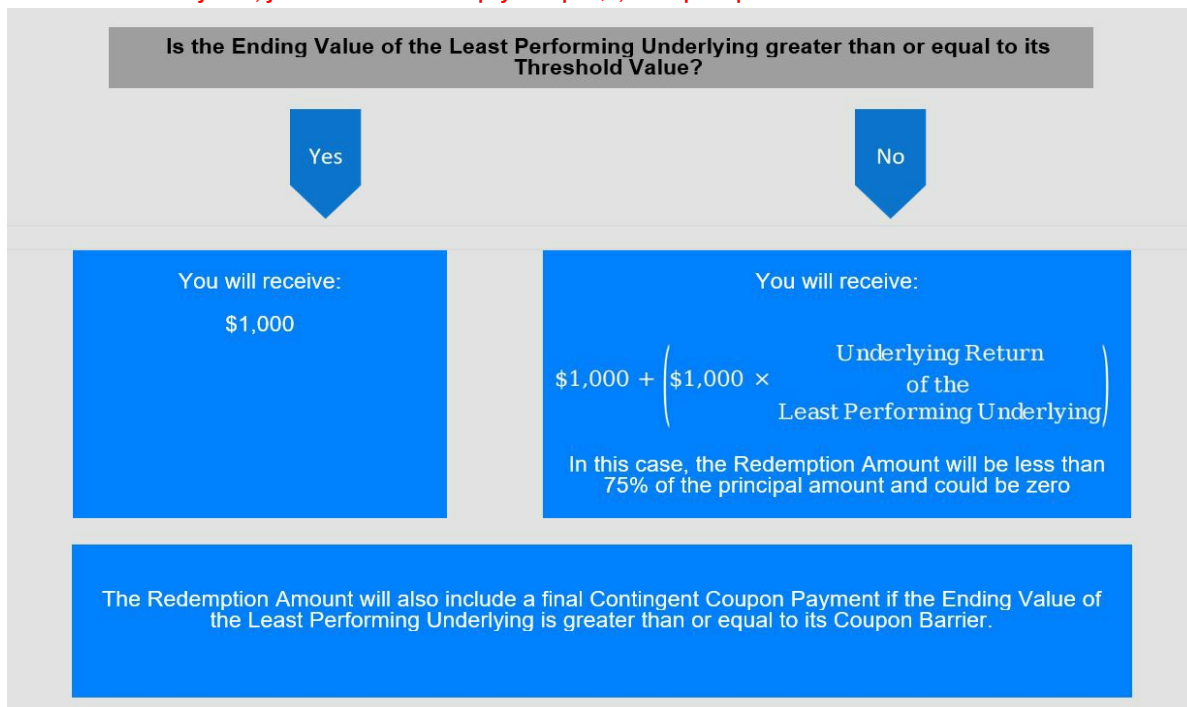 Is the Ending Value of the Least Performing Underlying greater than or equal to its
Threshold Value?
Yes
No
You will receive:
$1,000
You will receive:
$1,000 + ($1,000 × Underlying Return
of the
Least Performing Underlying)
In this case, the Redemption Amount will be less than
75% of the principal amount and could be zero
The Redemption Amount will also include a final Contingent Coupon Payment if the Ending Value of
the Least Performing Underlying is greater than or equal to its Coupon Barrier.